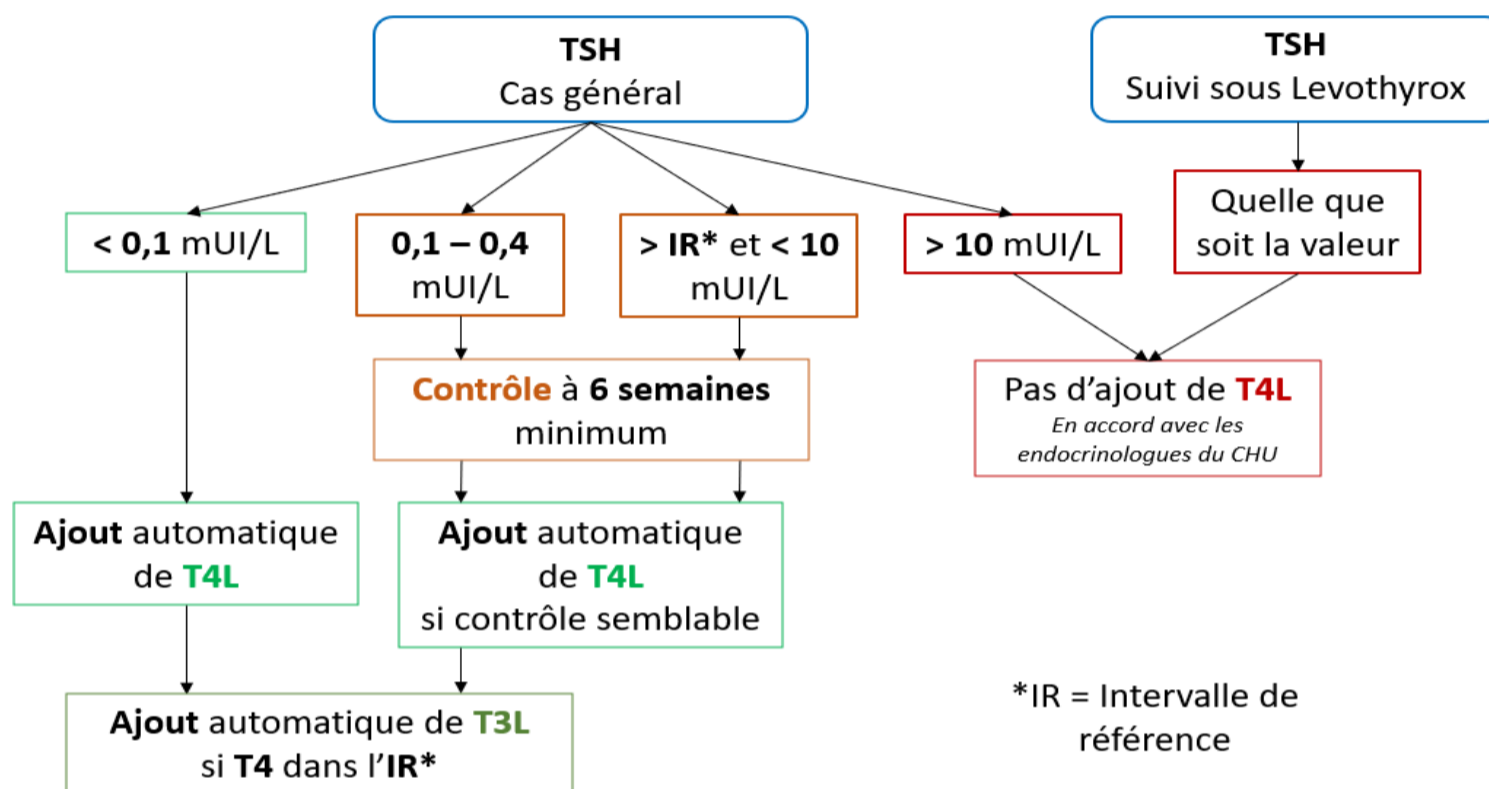 TSH
Cas général
TSH
Suivi sous Levothyrox
< 0,1 mUI/L
0,1 – 0,4
mUI/L
> IR* et < 10
mUI/L
> 10 mUI/L
Quelle que
soit la valeur
Contrôle à 6 semaines
minimum
Pas d’ajout de T4L
En accord avec les
endocrinologues du CHU
Ajout automatique
de T4L
Ajout automatique
de T4L
si contrôle semblable
Ajout automatique de T3L
si T4 dans l’IR*
*IR = Intervalle de
référence